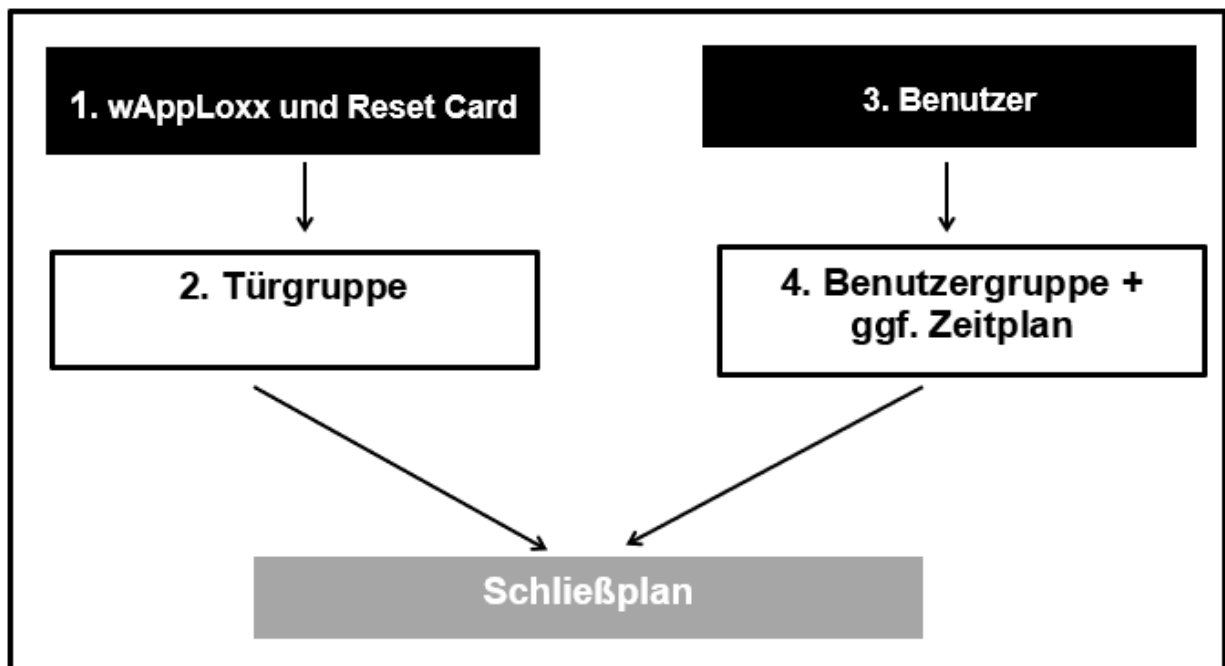 1. wAppLoxx und Reset Card
3. Benutzer
2. Türgruppe
4. Benutzergruppe +
ggf. Zeitplan
Schließplan